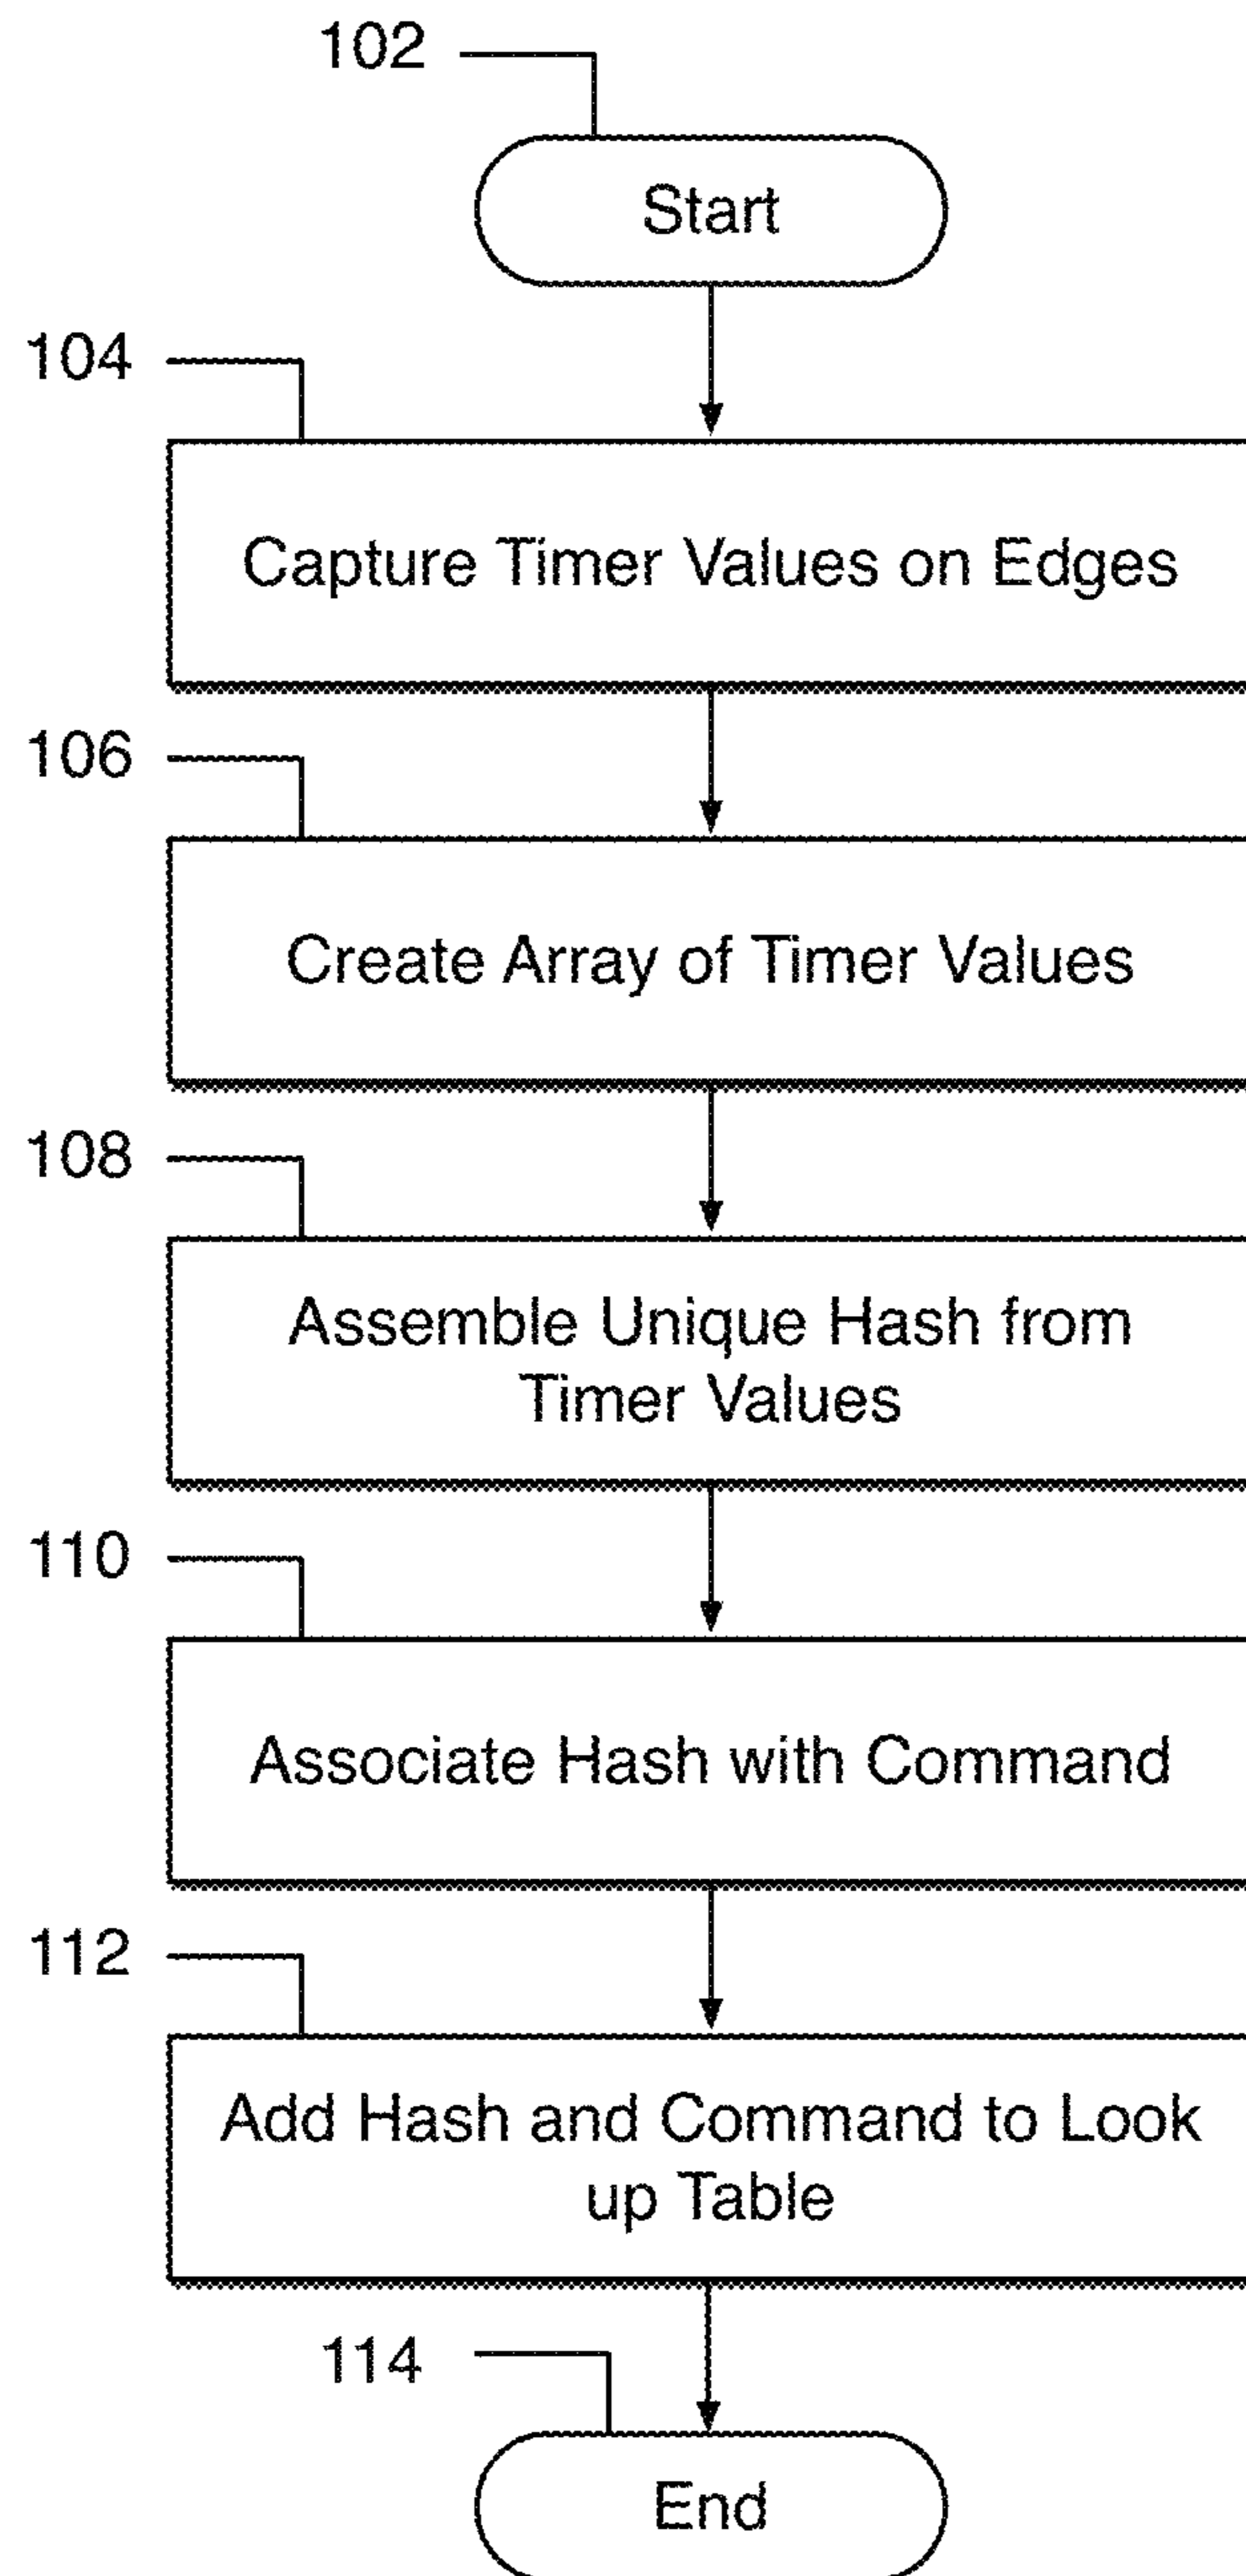 102
Start
104
Capture Timer Values on Edges
106
Create Array of Timer Values
108
Assemble Unique Hash from
Timer Values
110
Associate Hash with Command
112
Add Hash and Command to Look
up Table
114
End